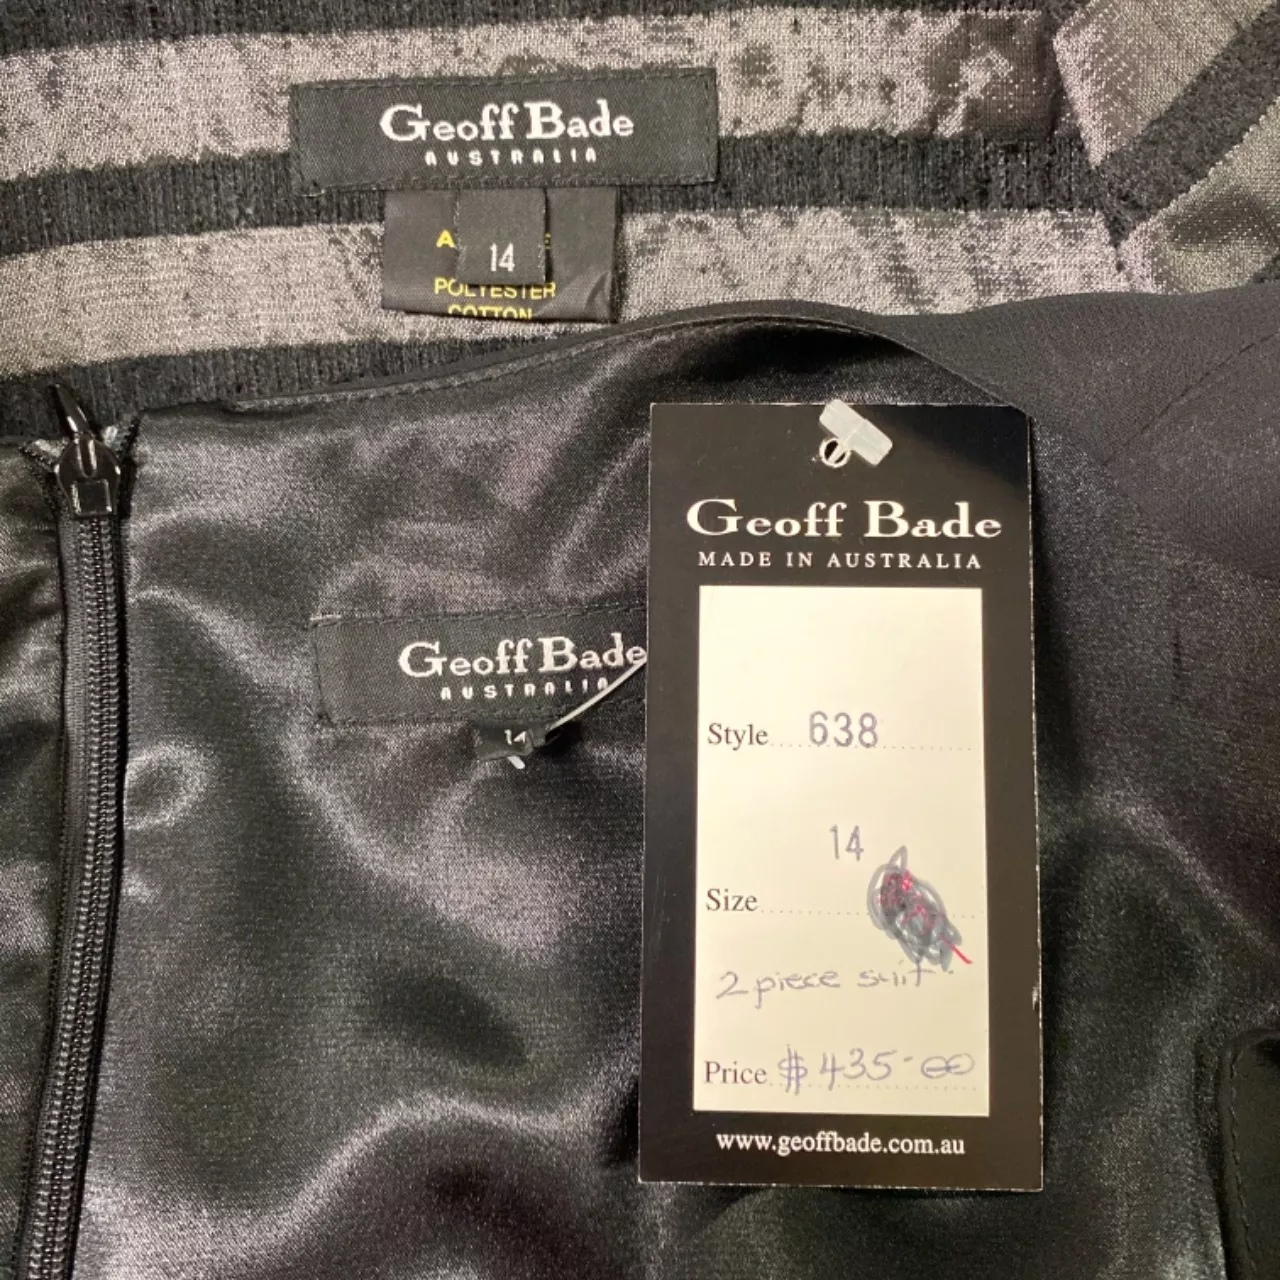 Geoff Bade
AUSTRALIA
14
POLYESTER
COTTON
Geoff Bade
AUSTRALIA
14
Geoff Bade
MADE IN AUSTRALIA
Style 638
14
Size
2 piece suit
Price $ 435-00
www.geoffbade.com.au